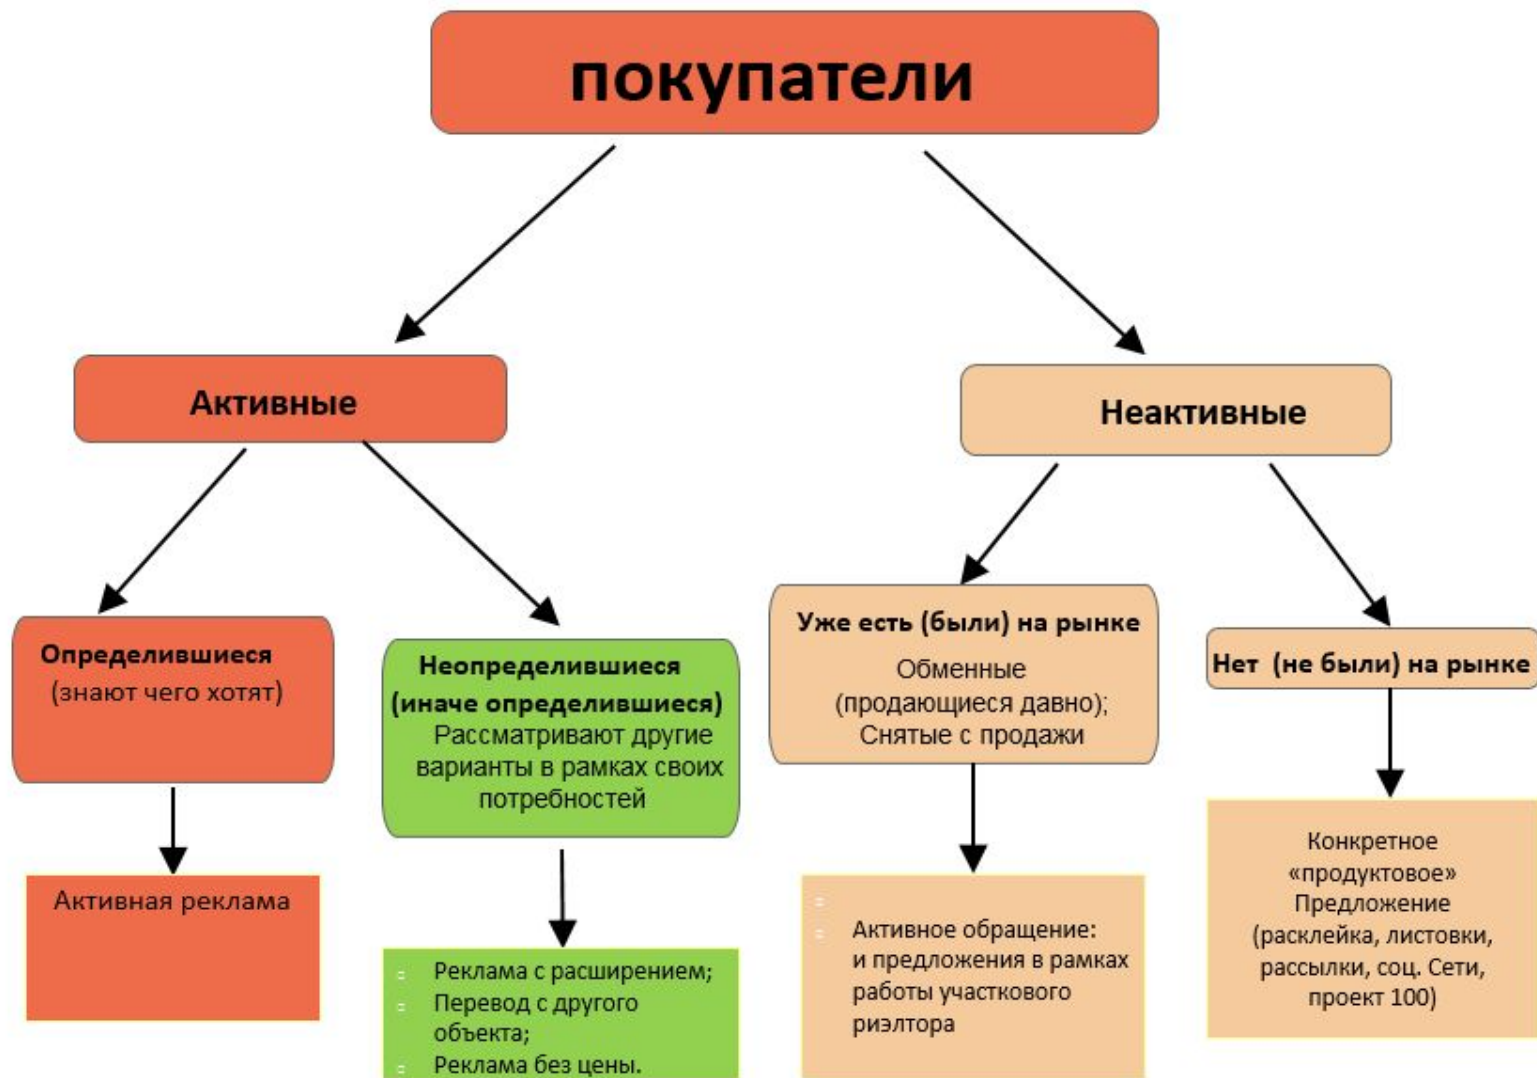 покупатели
Активные
Неактивные
Определившиеся
(знают чего хотят)
Неопределившиеся
(иначе определившиеся)
Рассматривают другие
варианты в рамках своих
потребностей
Уже есть (были) на рынке
Обменные
(продающиеся давно);
Снятые с продажи
Нет (не были) на рынке
Активная реклама
Реклама с расширением;
Перевод с другого
объекта;
Реклама без цены.
Активное обращение:
и предложения в рамках
работы участкового
риэлтора
Конкретное
«продуктовое»
Предложение
(расклейка, листовки,
рассылки, соц. Сети,
проект 100)